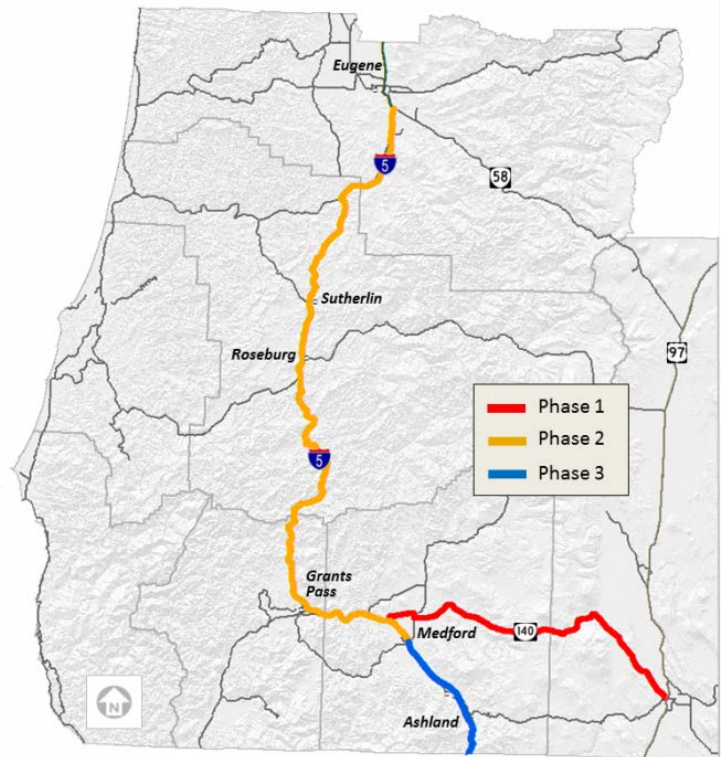 Eugene
5
58
Sutherlin
Roseburg
97
Phase 1
Phase 2
Phase 3
5
Grants
Pass
Medford
140
Ashland
N